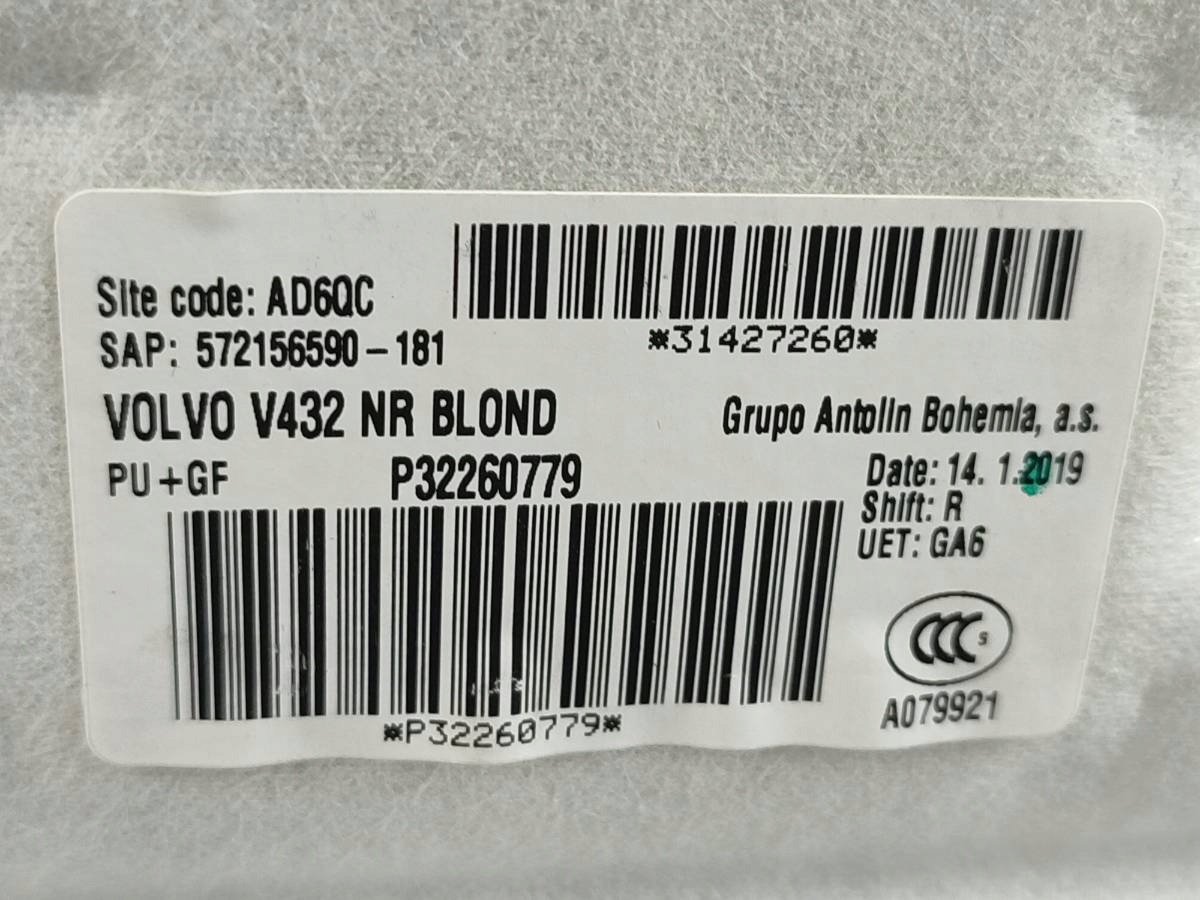 Site code: AD6QC
SAP: 572156590-181
*31427260*
VOLVO V432 NR BLOND
Grupo Antolin Bohemia, a.s.
PU+GF
P32260779
Date: 14. 1.2019
Shift: R
UET: GA6
CCC S
A079921
*P32260779*